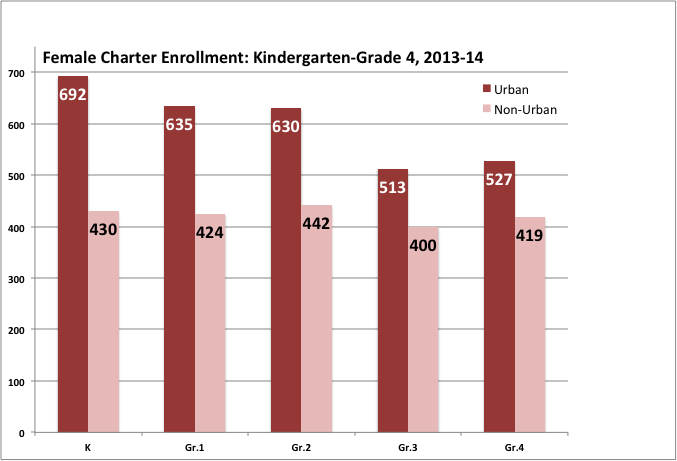 Female Charter Enrollment: Kindergarten-Grade 4, 2013-14
Urban
Non-Urban
700
600
500
400
300
200
100
0
692
430
635
424
630
442
513
400
527
419
K
Gr.1
Gr.2
Gr.3
Gr.4